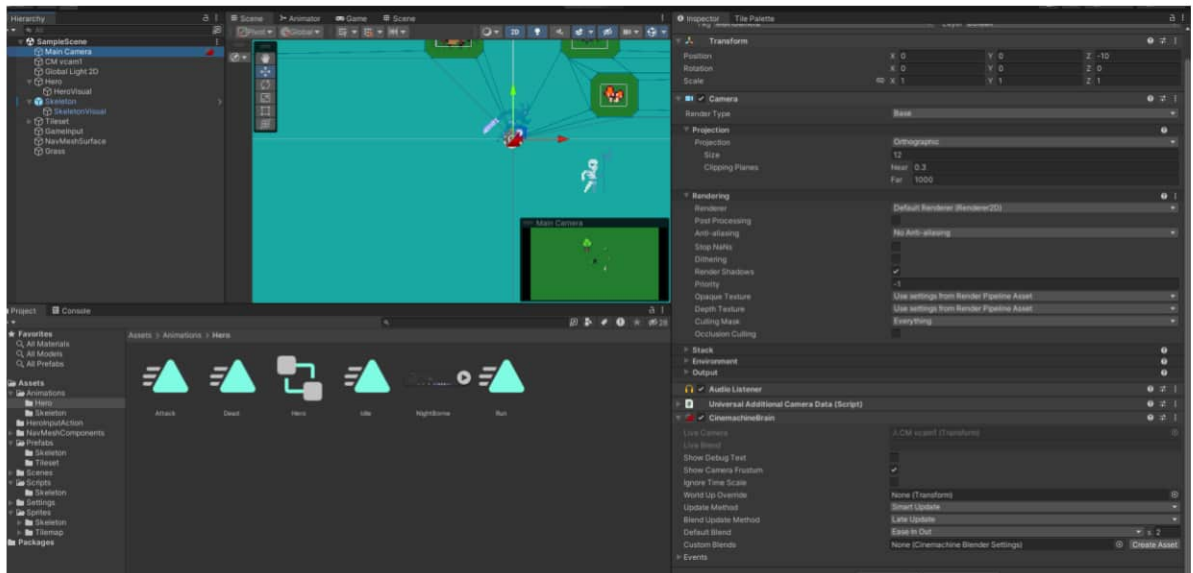 Hierarchy
All
SampleScene
Main Camera
CM vcam1
Global Light 2D
Hero
HeroVisual
Skeleton
SkeletonVisual
Tileset
GameInput
NavMeshSurface
Grass
Scene
Animator
Game
Scene
Pivot
Global
2D
Main Camera
Project
Console
28
Favorites
All Materials
All Models
All Prefabs
Assets
Animations
Hero
Skeleton
HeroInputAction
NavMeshComponents
Prefabs
Skeleton
Tileset
Scenes
Scripts
Skeleton
Settings
Sprites
Skeleton
Tilemap
Packages
Assets > Animations > Hero
Attack
Dead
Hero
Idle
NightBorne
Run
Inspector
Tile Palette
Transform
Position X 0 Y 0 Z -10
Rotation X 0 Y 0 Z 0
Scale X 1 Y 1 Z 1
Camera
Render Type Base
Projection
Projection Orthographic
Size 12
Clipping Planes Near 0.3
Far 1000
Rendering
Renderer Default Renderer (Renderer2D)
Post Processing
Anti-aliasing No Anti-aliasing
Stop NaNs
Dithering
Render Shadows
Priority -1
Opaque Texture Use settings from Render Pipeline Asset
Depth Texture Use settings from Render Pipeline Asset
Culling Mask Everything
Occlusion Culling
Stack
Environment
Output
Audio Listener
Universal Additional Camera Data (Script)
CinemachineBrain
Live Camera CM vcam1 (Transform)
Live Blend
Show Debug Text
Show Camera Frustum
Ignore Time Scale
World Up Override None (Transform)
Update Method Smart Update
Blend Update Method Late Update
Default Blend Ease In Out s 2
Custom Blends None (Cinemachine Blender Settings) Create Asset
Events